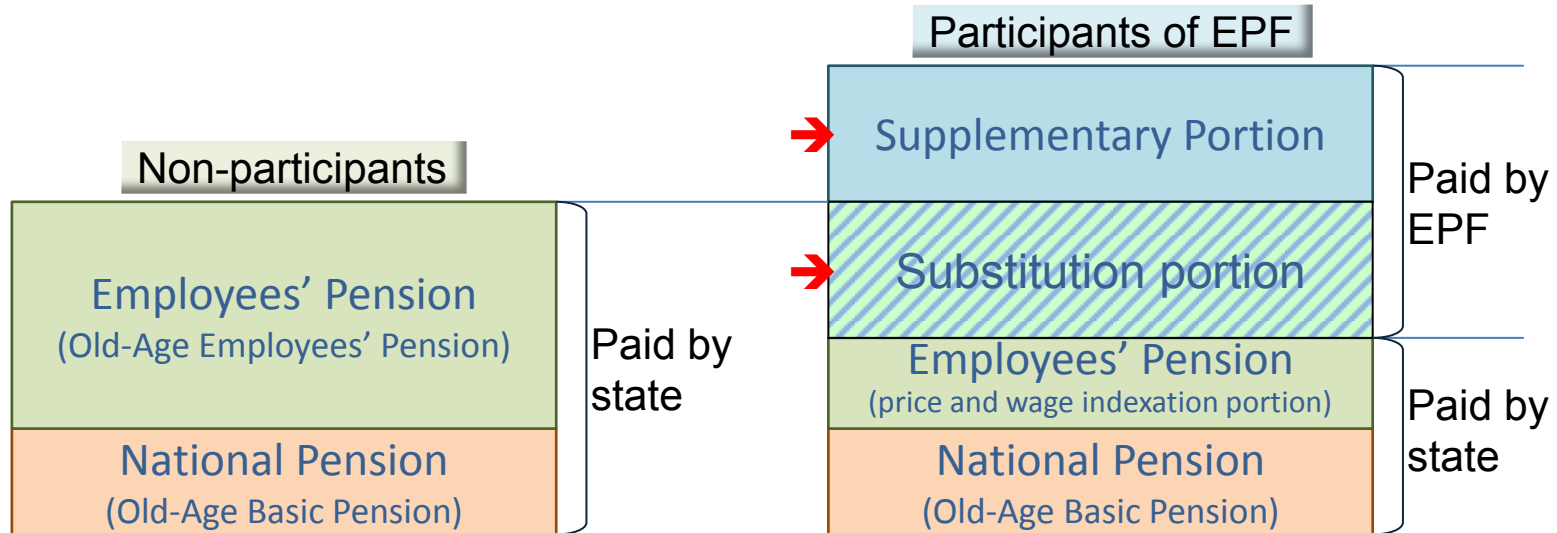 Non-participants
Employees’ Pension
(Old-Age Employees’ Pension)
National Pension
(Old-Age Basic Pension)
Paid by
state
Participants of EPF
Supplementary Portion
Substitution portion
Paid by
EPF
Employees’ Pension
(price and wage indexation portion)
National Pension
(Old-Age Basic Pension)
Paid by
state